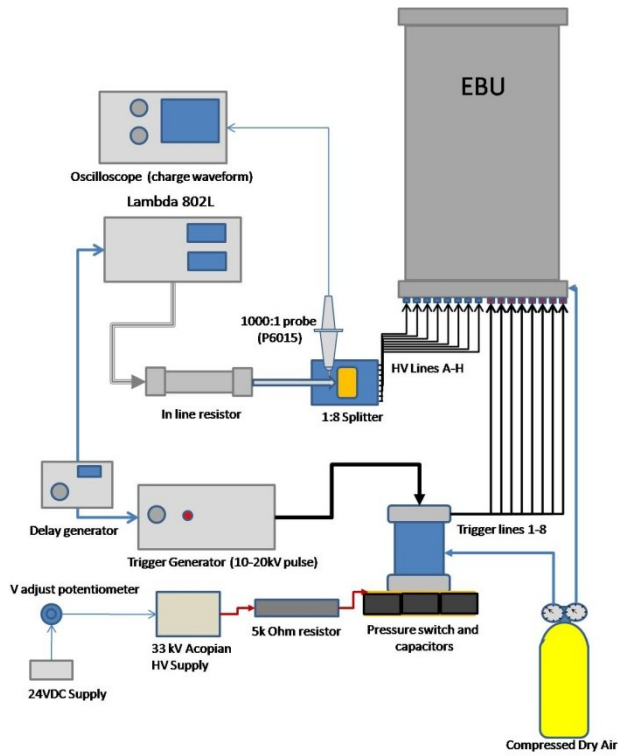 EBU
Oscilloscope (charge waveform)
Lambda 802L
1000:1 probe
(P6015)
HV Lines A-H
In line resistor
1:8 Splitter
Delay generator
Trigger Generator (10-20kV pulse)
Trigger lines 1-8
V adjust potentiometer
33 kV Acopian
HV Supply
5k Ohm resistor
Pressure switch and
capacitors
24VDC Supply
Compressed Dry Air